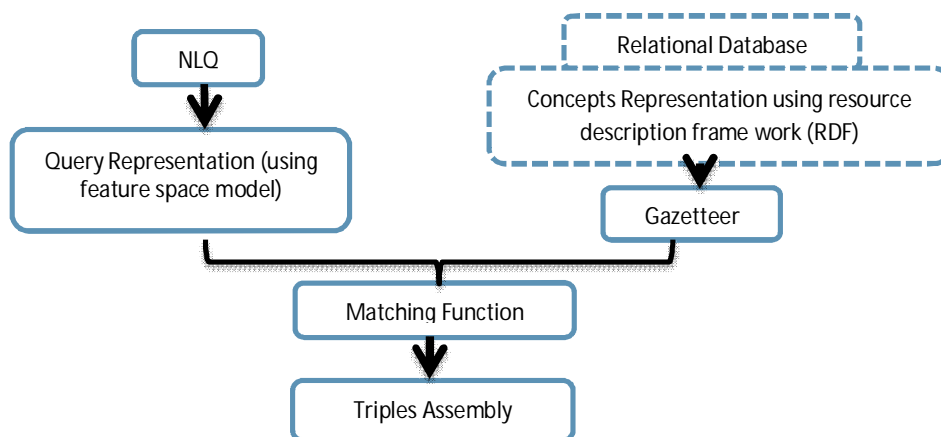 NLQ
Relational Database
Concepts Representation using resource
description frame work (RDF)
Query Representation (using
feature space model)
Gazetteer
Matching Function
Triples Assembly